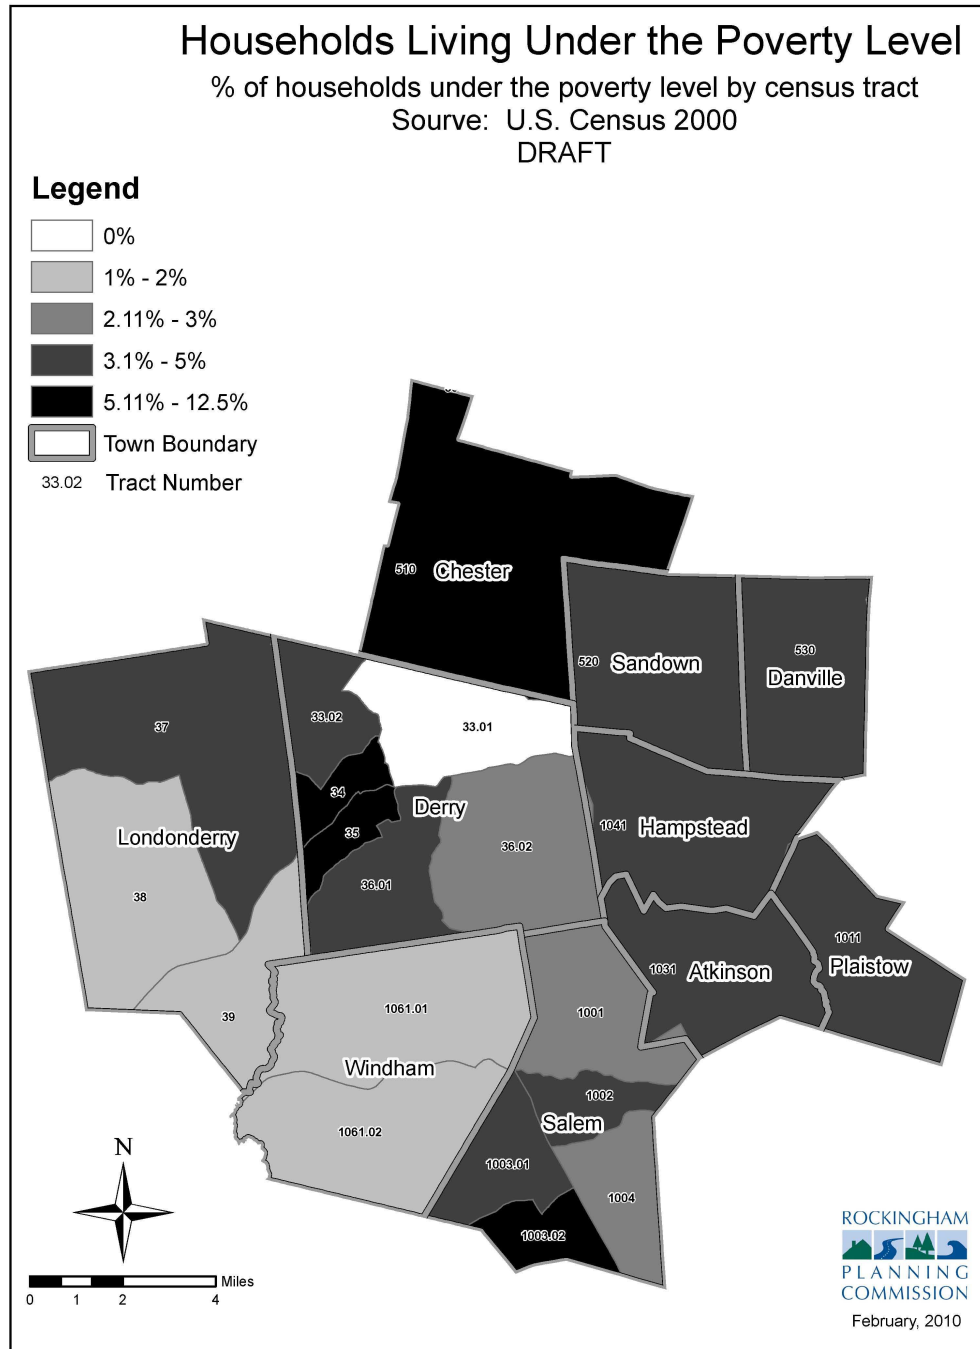 Households Living Under the Poverty Level
% of households under the poverty level by census tract
Sourve: U.S. Census 2000
DRAFT
Legend
0%
1% - 2%
2.11% - 3%
3.1% - 5%
5.11% - 12.5%
Town Boundary
33.02 Tract Number
510 Chester
520 Sandown
530
Danville
37
33.02
33.01
34
35
Derry
36.02
36.01
Londonderry
38
39
1041 Hampstead
1011
Plaistow
1031 Atkinson
1061.01
Windham
1061.02
1001
1002
Salem
1003.01
1004
1003.02
N
Miles
0 1 2 4
ROCKINGHAM
PLANNING
COMMISSION
February, 2010